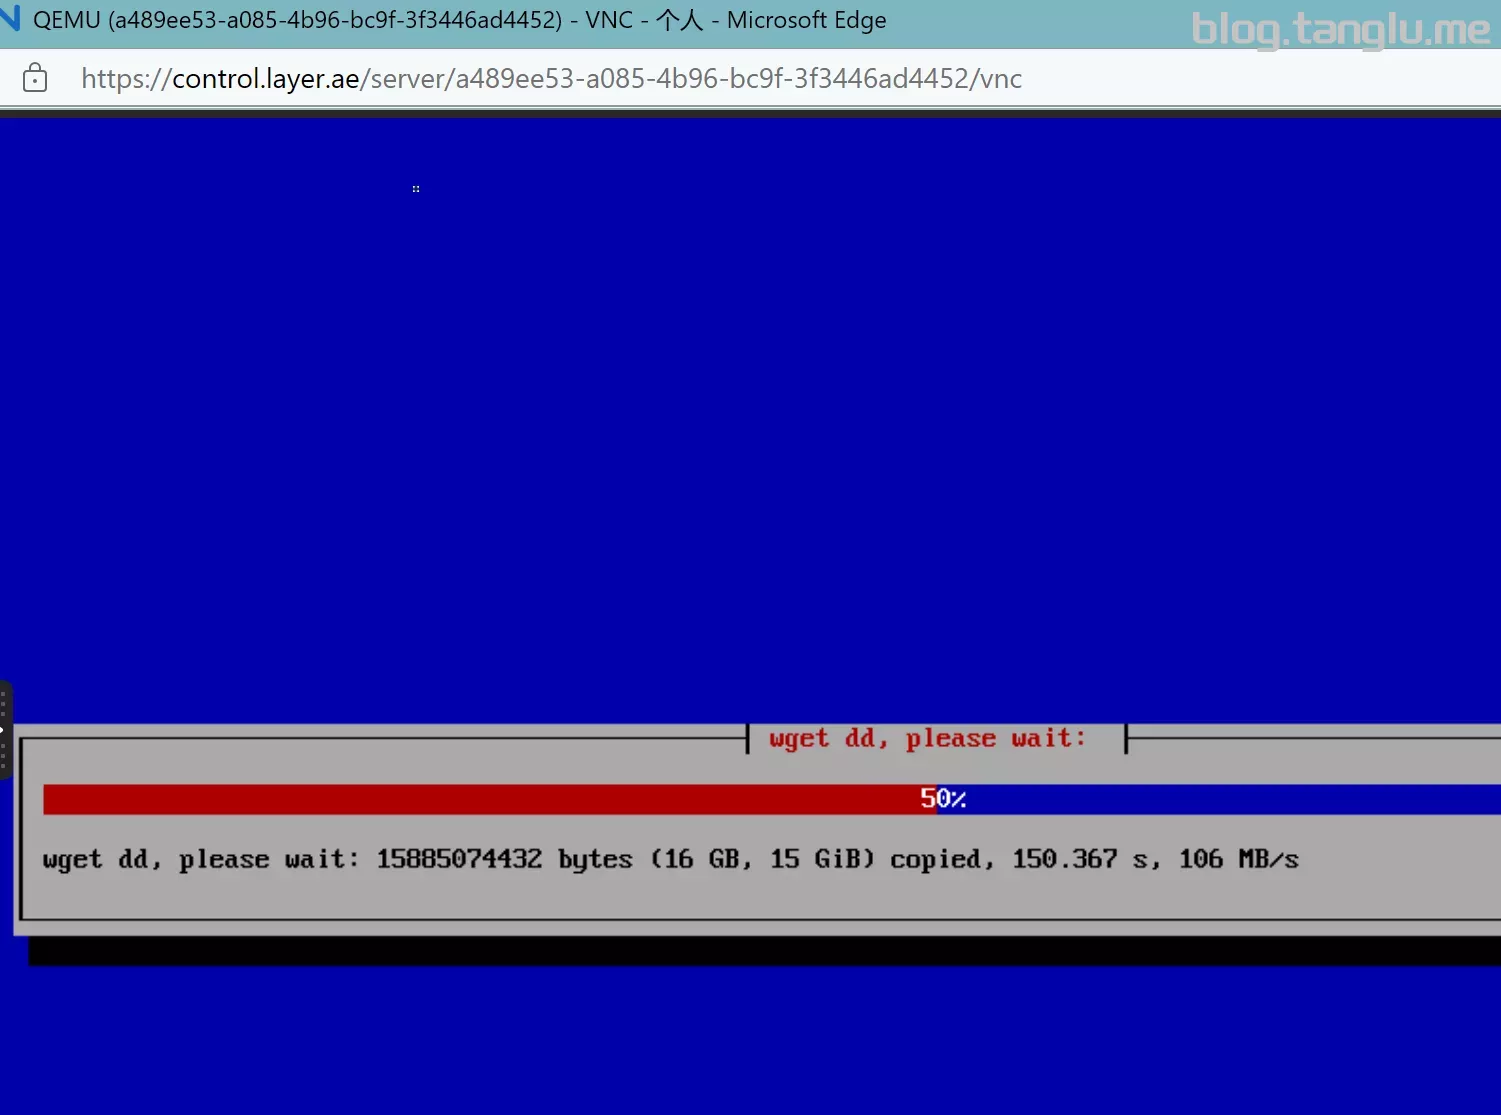 QEMU (a489ee53-a085-4b96-bc9f-3f3446ad4452) - VNC - 个人 - Microsoft Edge
blog.tanglu.me
https://control.layer.ae/server/a489ee53-a085-4b96-bc9f-3f3446ad4452/vnc
wget dd, please wait:
50%
wget dd, please wait: 15885074432 bytes (16 GB, 15 GiB) copied, 150.367 s, 106 MB/s